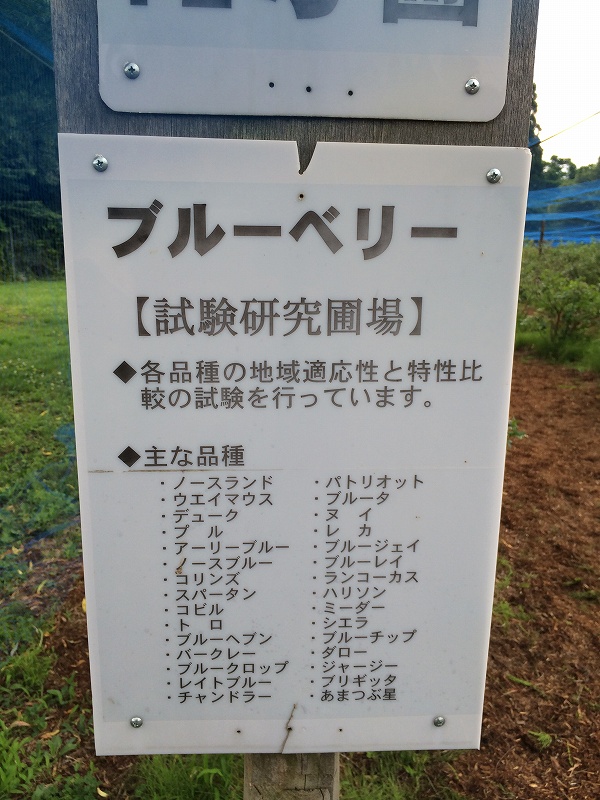 ブルーベリー
【試験研究圃場】
◆各品種の地域適応性と特性比
較の試験を行っています。
◆主な品種
・ノースランド ・パトリオット
・ウエイマウス ・ブルータ
・デューク ・ヌイ
・プル ・レカ
・アーリーブルー ・ブルージェイ
・ノースブルー ・ブルーレイ
・コリンズ ・ランコーカス
・スパータン ・ハリソン
・コビル ・ミーダー
・トロ ・シエラ
・ブルーヘブン ・ブルーチップ
・バークレー ・ダロー
・ブルークロップ ・ジャージー
・レイトブルー ・ブリギッタ
・チャンドラー ・あまつぶ星